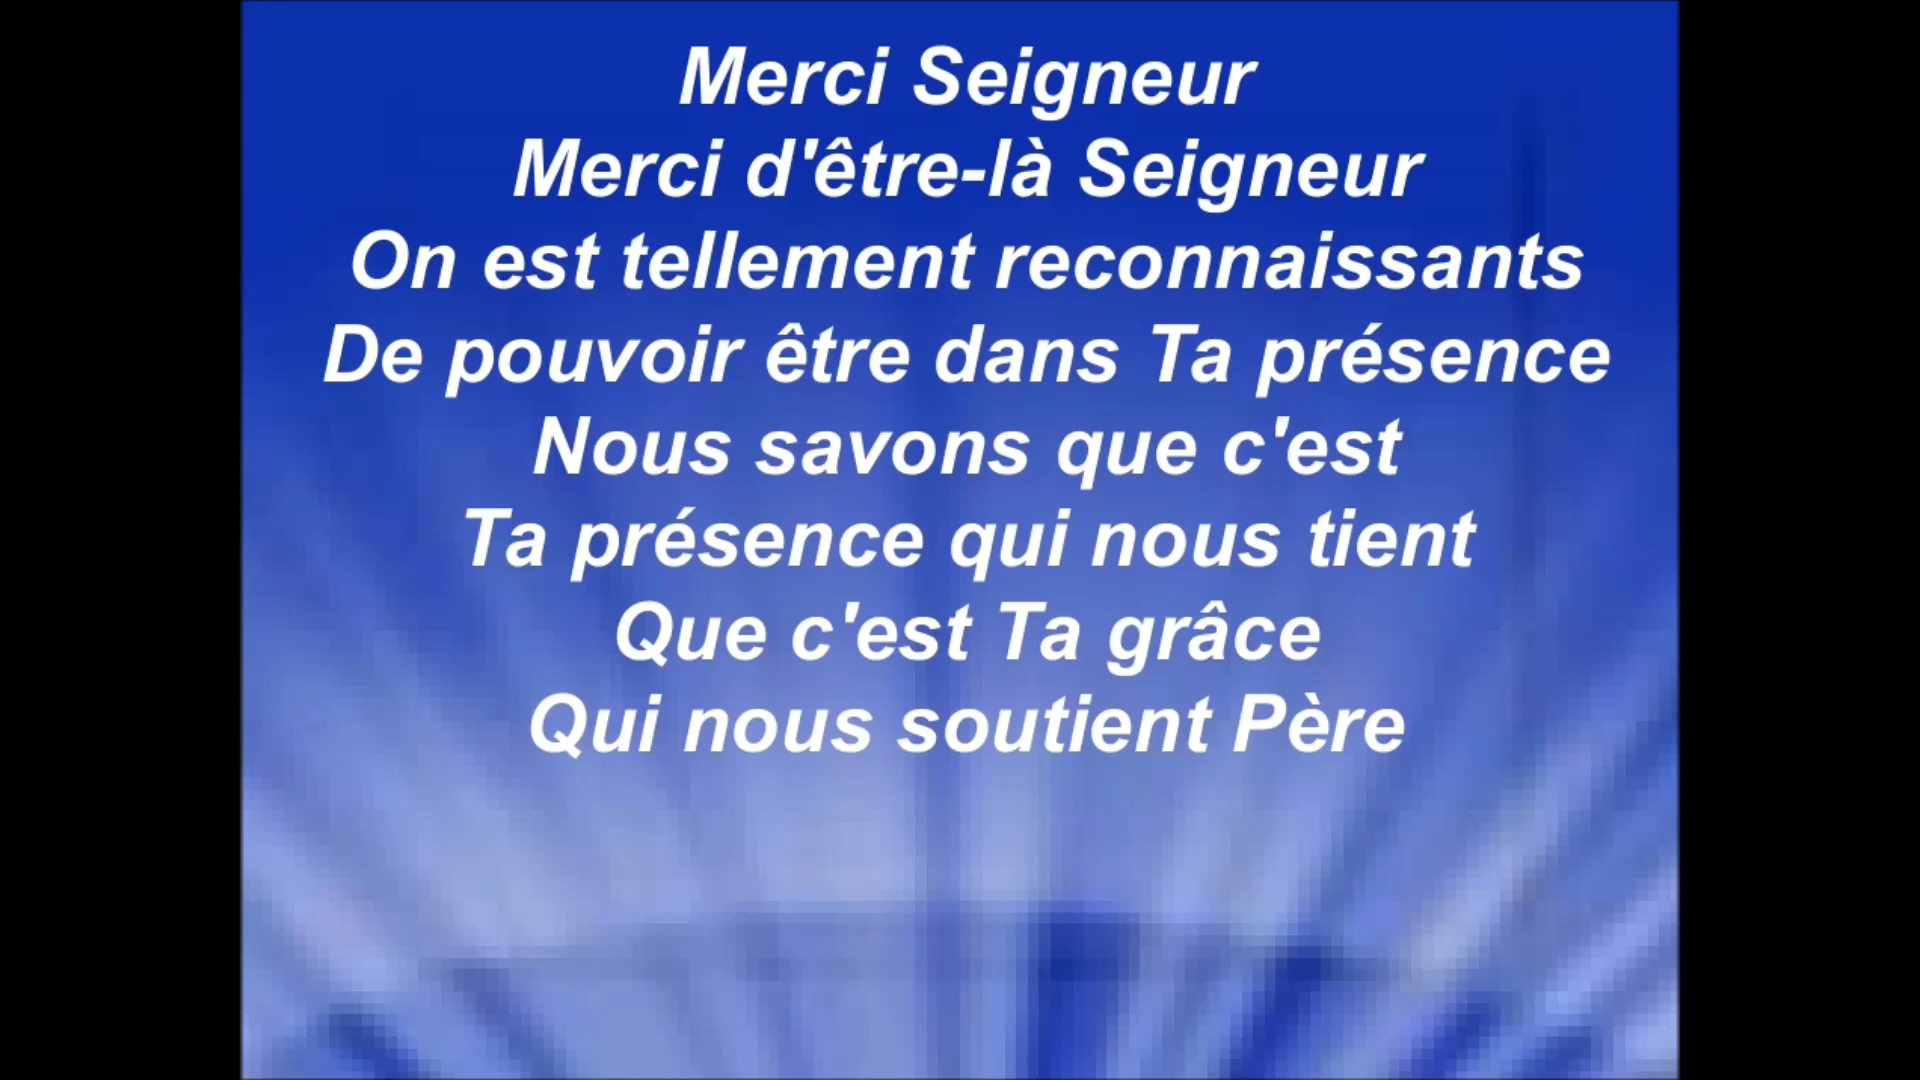 Merci Seigneur
Merci d'être-là Seigneur
On est tellement reconnaissants
De pouvoir être dans Ta présence
Nous savons que c'est
Ta présence qui nous tient
Que c'est Ta grâce
Qui nous soutient Père